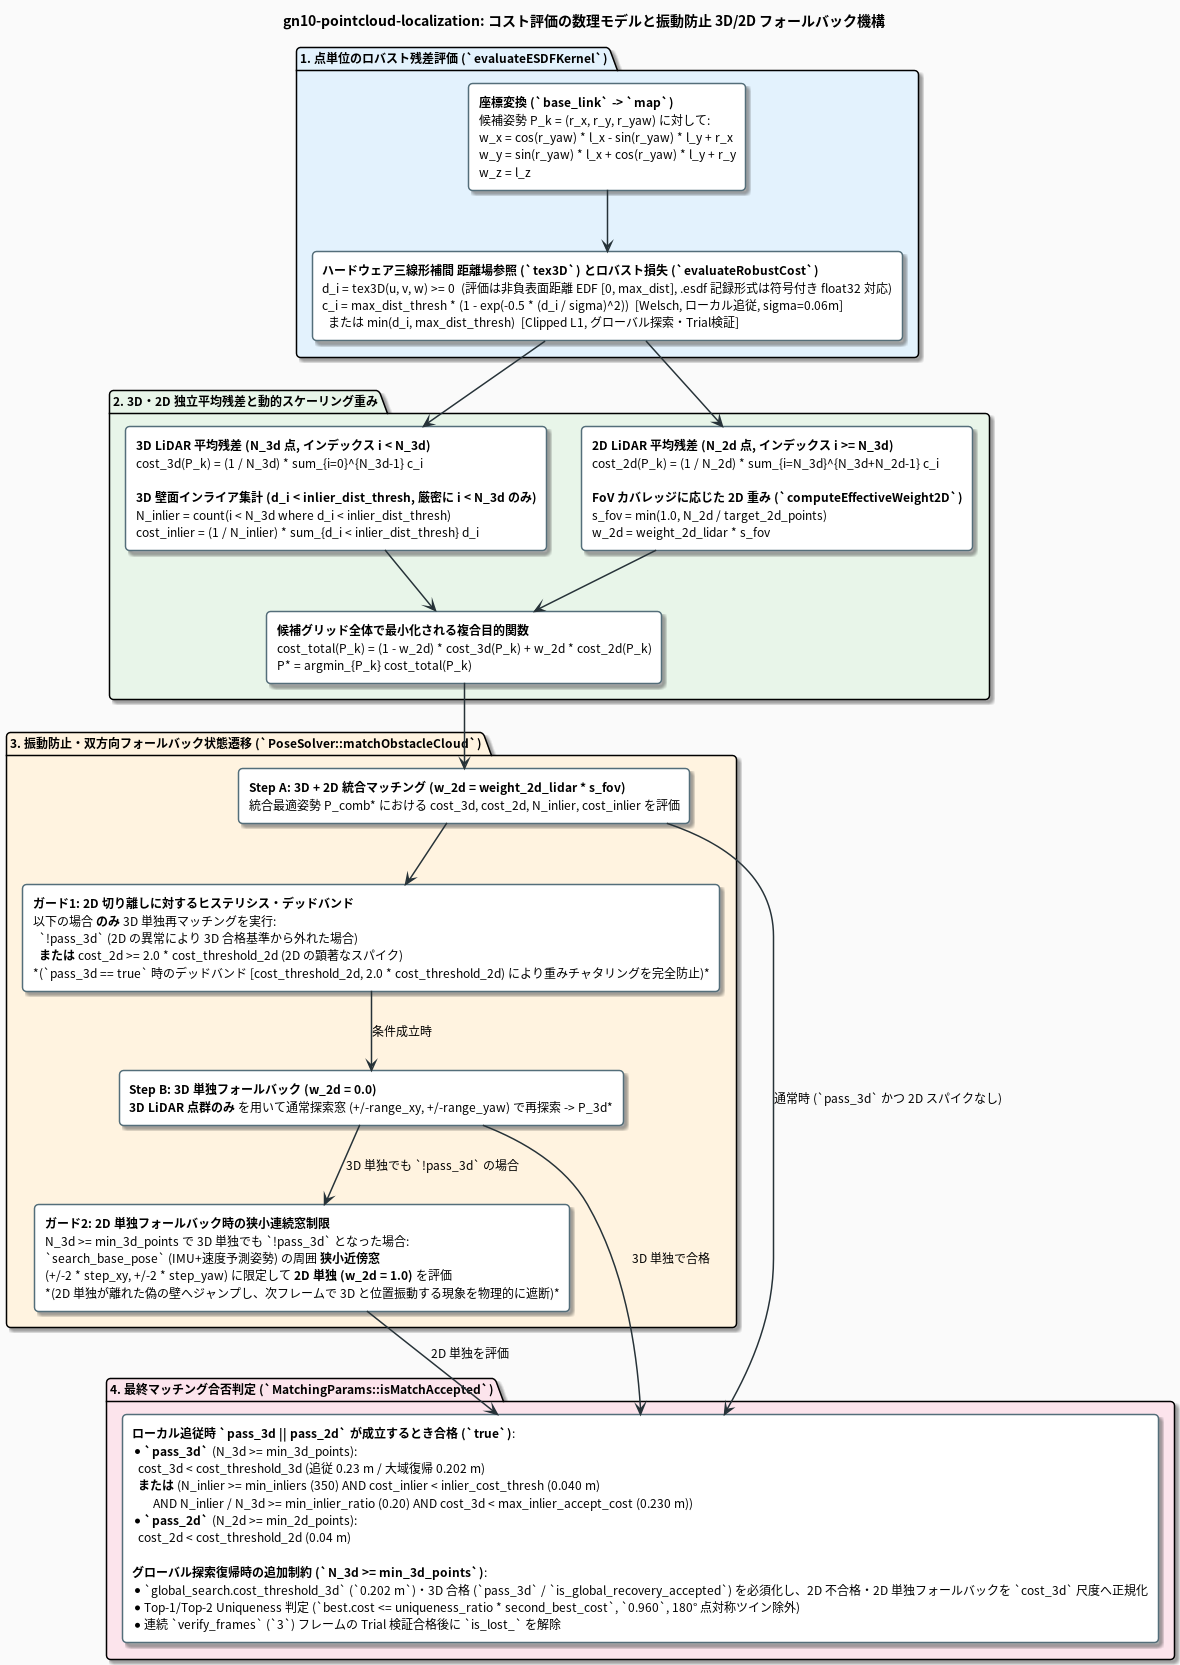 gn10-pointcloud-localization: コスト評価の数理モデルと振動防止 3D/2D フォールバック機構
1. 点単位のロバスト残差評価 (`evaluateESDFKernel`)
座標変換 (`base_link` -> `map`)
候補姿勢 P_k = (r_x, r_y, r_yaw) に対して:
w_x = cos(r_yaw) * l_x - sin(r_yaw) * l_y + r_x
w_y = sin(r_yaw) * l_x + cos(r_yaw) * l_y + r_y
w_z = l_z
ハードウェア三線形補間 距離場参照 (`tex3D`) とロバスト損失 (`evaluateRobustCost`)
d_i = tex3D(u, v, w) >= 0  (評価は非負表面距離 EDF [0, max_dist], .esdf 記録形式は符号付き float32 対応)
c_i = max_dist_thresh * (1 - exp(-0.5 * (d_i / sigma)^2))  [Welsch, ローカル追従, sigma=0.06m]
または min(d_i, max_dist_thresh)  [Clipped L1, グローバル探索・Trial検証]
2. 3D・2D 独立平均残差と動的スケーリング重み
3D LiDAR 平均残差 (N_3d 点, インデックス i < N_3d)
cost_3d(P_k) = (1 / N_3d) * sum_{i=0}^{N_3d-1} c_i
3D 壁面インライア集計 (d_i < inlier_dist_thresh, 厳密に i < N_3d のみ)
N_inlier = count(i < N_3d where d_i < inlier_dist_thresh)
cost_inlier = (1 / N_inlier) * sum_{d_i < inlier_dist_thresh} d_i
2D LiDAR 平均残差 (N_2d 点, インデックス i >= N_3d)
cost_2d(P_k) = (1 / N_2d) * sum_{i=N_3d}^{N_3d+N_2d-1} c_i
FoV カバレッジに応じた 2D 重み (`computeEffectiveWeight2D`)
s_fov = min(1.0, N_2d / target_2d_points)
w_2d = weight_2d_lidar * s_fov
候補グリッド全体で最小化される複合目的関数
cost_total(P_k) = (1 - w_2d) * cost_3d(P_k) + w_2d * cost_2d(P_k)
P* = argmin_{P_k} cost_total(P_k)
3. 振動防止・双方向フォールバック状態遷移 (`PoseSolver::matchObstacleCloud`)
Step A: 3D + 2D 統合マッチング (w_2d = weight_2d_lidar * s_fov)
統合最適姿勢 P_comb* における cost_3d, cost_2d, N_inlier, cost_inlier を評価
ガード1: 2D 切り離しに対するヒステリシス・デッドバンド
以下の場合 のみ 3D 単独再マッチングを実行:
`!pass_3d` (2D の異常により 3D 合格基準から外れた場合)
または cost_2d >= 2.0 * cost_threshold_2d (2D の顕著なスパイク)
*(`pass_3d == true` 時のデッドバンド [cost_threshold_2d, 2.0 * cost_threshold_2d) により重みチャタリングを完全防止)*
条件成立時
Step B: 3D 単独フォールバック (w_2d = 0.0)
3D LiDAR 点群のみ を用いて通常探索窓 (+/-range_xy, +/-range_yaw) で再探索 -> P_3d*
通常時 (`pass_3d` かつ 2D スパイクなし)
3D 単独でも `!pass_3d` の場合
ガード2: 2D 単独フォールバック時の狭小連続窓制限
N_3d >= min_3d_points で 3D 単独でも `!pass_3d` となった場合:
`search_base_pose` (IMU+速度予測姿勢) の周囲 狭小近傍窓
(+/-2 * step_xy, +/-2 * step_yaw) に限定して 2D 単独 (w_2d = 1.0) を評価
*(2D 単独が離れた偽の壁へジャンプし、次フレームで 3D と位置振動する現象を物理的に遮断)*
3D 単独で合格
2D 単独を評価
4. 最終マッチング合否判定 (`MatchingParams::isMatchAccepted`)
ローカル追従時 `pass_3d || pass_2d` が成立するとき合格 (`true`):
• `pass_3d` (N_3d >= min_3d_points):
cost_3d < cost_threshold_3d (追従 0.23 m / 大域復帰 0.202 m)
または (N_inlier >= min_inliers (350) AND cost_inlier < inlier_cost_thresh (0.040 m)
AND N_inlier / N_3d >= min_inlier_ratio (0.20) AND cost_3d < max_inlier_accept_cost (0.230 m))
• `pass_2d` (N_2d >= min_2d_points):
cost_2d < cost_threshold_2d (0.04 m)
グローバル探索復帰時の追加制約 (`N_3d >= min_3d_points`):
• `global_search.cost_threshold_3d` (`0.202 m`)・3D 合格 (`pass_3d` / `is_global_recovery_accepted`) を必須化し、2D 不合格・2D 単独フォールバックを `cost_3d` 尺度へ正規化
• Top-1/Top-2 Uniqueness 判定 (`best.cost <= uniqueness_ratio * second_best_cost`, `0.960`, 180° 点対称ツイン除外)
• 連続 `verify_frames` (`3`) フレームの Trial 検証合格後に `is_lost_` を解除